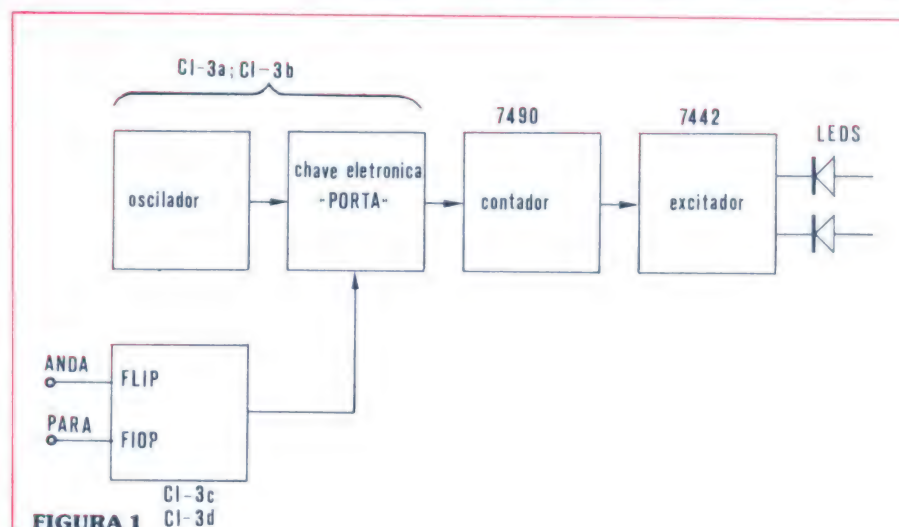 CI-3a; CI-3b
7490
7442
LEDS
oscilador
chave eletronica
-PORTA-
contador
excitador
ANDA
FLIP
PARA
FlOP
CI-3c
CI-3d
FIGURA 1